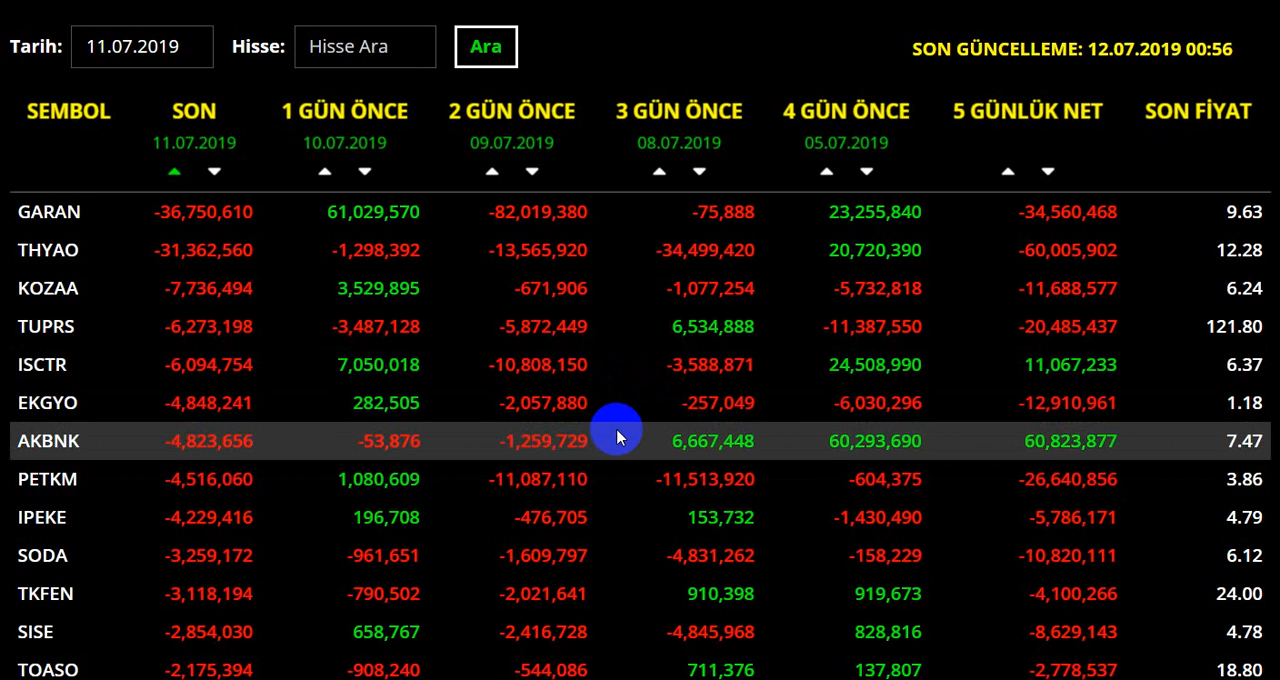 Tarih: 11.07.2019 Hisse: Hisse Ara Ara SON GÜNCELLEME: 12.07.2019 00:56
SEMBOL SON 1 GÜN ÖNCE 2 GÜN ÖNCE 3 GÜN ÖNCE 4 GÜN ÖNCE 5 GÜNLÜK NET SON FİYAT
11.07.2019 10.07.2019 09.07.2019 08.07.2019 05.07.2019
GARAN -36,750,610 61,029,570 -82,019,380 -75,888 23,255,840 -34,560,468 9.63
THYAO -31,362,560 -1,298,392 -13,565,920 -34,499,420 20,720,390 -60,005,902 12.28
KOZAA -7,736,494 3,529,895 -671,906 -1,077,254 -5,732,818 -11,688,577 6.24
TUPRS -6,273,198 -3,487,128 -5,872,449 6,534,888 -11,387,550 -20,485,437 121.80
ISCTR -6,094,754 7,050,018 -10,808,150 -3,588,871 24,508,990 11,067,233 6.37
EKGYO -4,848,241 282,505 -2,057,880 -257,049 -6,030,296 -12,910,961 1.18
AKBNK -4,823,656 -53,876 -1,259,729 6,667,448 60,293,690 60,823,877 7.47
PETKM -4,516,060 1,080,609 -11,087,110 -11,513,920 -604,375 -26,640,856 3.86
IPEKE -4,229,416 196,708 -476,705 153,732 -1,430,490 -5,786,171 4.79
SODA -3,259,172 -961,651 -1,609,797 -4,831,262 -158,229 -10,820,111 6.12
TKFEN -3,118,194 -790,502 -2,021,641 910,398 919,673 -4,100,266 24.00
SISE -2,854,030 658,767 -2,416,728 -4,845,968 828,816 -8,629,143 4.78
TOASO -2,175,394 -908,240 -544,086 711,376 137,807 -2,778,537 18.80